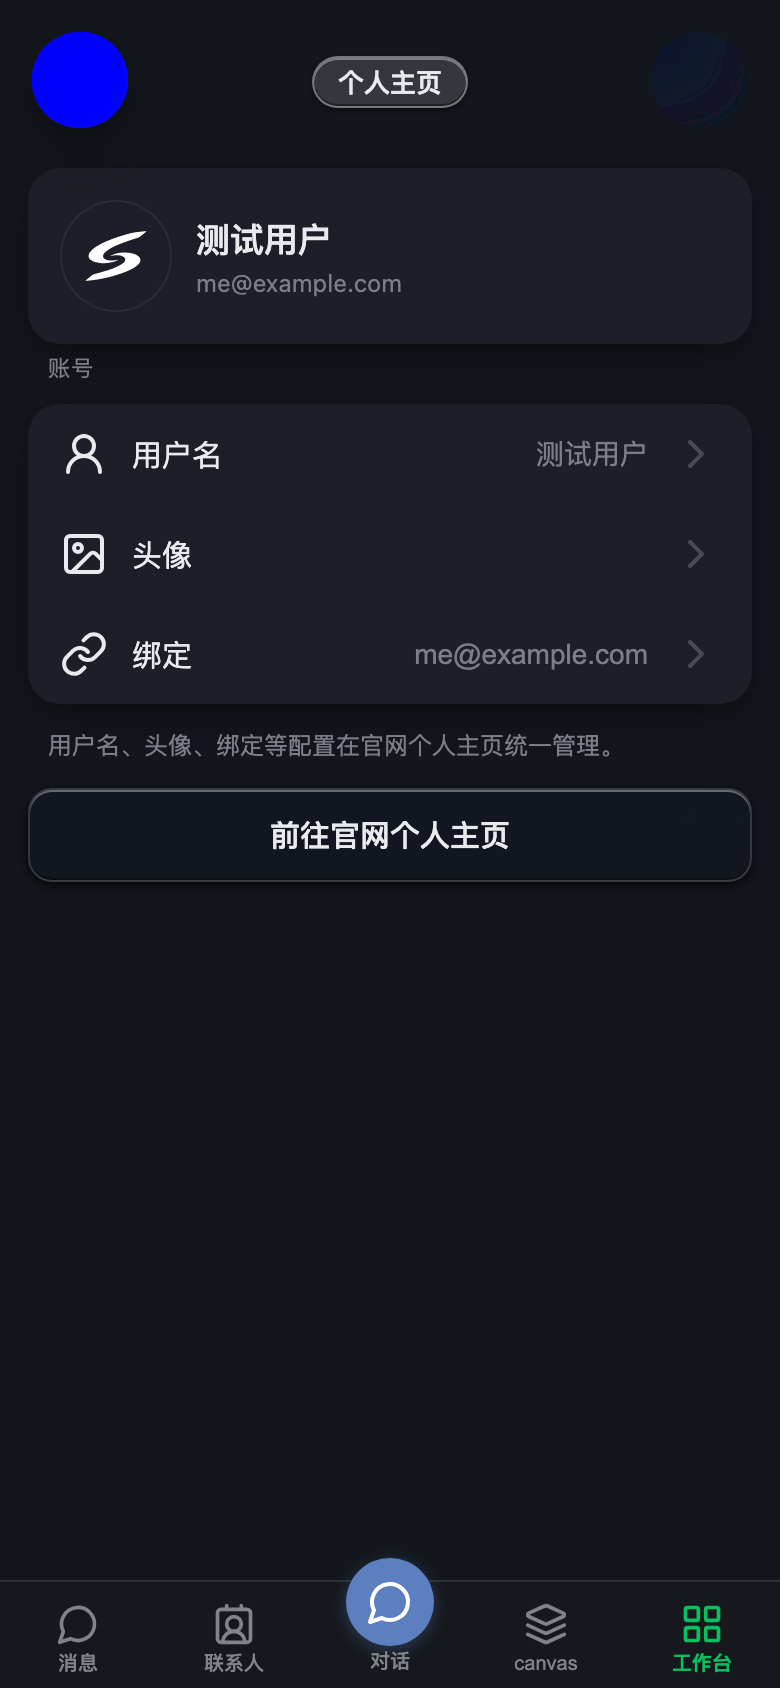 个人主页
测试用户
me@example.com
账号
用户名 测试用户
头像
绑定 me@example.com
用户名、头像、绑定等配置在官网个人主页统一管理。
前往官网个人主页
消息 联系人 对话 canvas 工作台